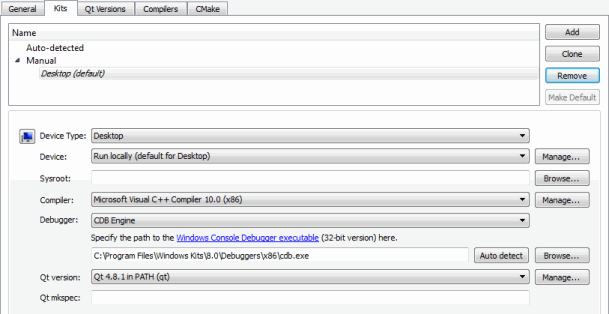 General Kits Qt Versions Compilers CMake
Name
Add
Auto-detected
Clone
Manual
Desktop (default)
Remove
Make Default
Device Type: Desktop
Device: Run locally (default for Desktop) Manage...
Sysroot: Browse...
Compiler: Microsoft Visual C++ Compiler 10.0 (x86) Manage...
Debugger: CDB Engine
Specify the path to the Windows Console Debugger executable (32-bit version) here.
C:\Program Files\Windows Kits\8.0\Debuggers\x86\cdb.exe Auto detect Browse...
Qt version: Qt 4.8.1 in PATH (qt) Manage...
Qt mkspec: